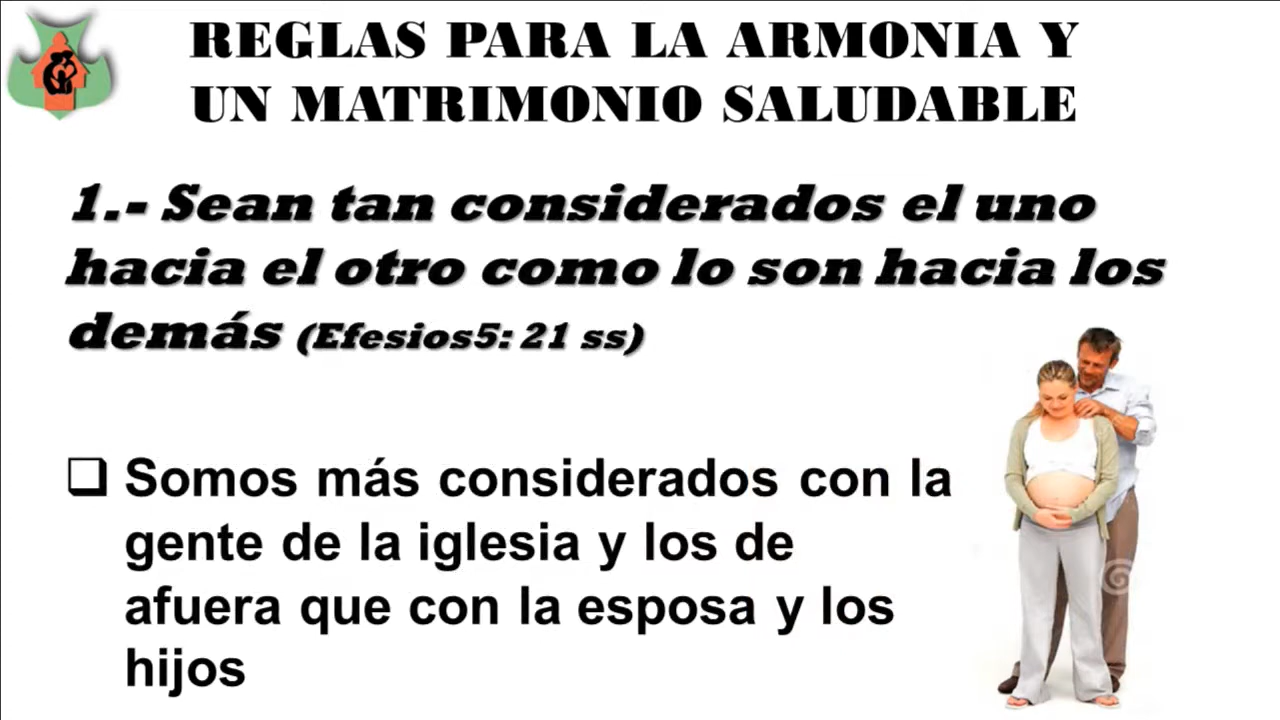 REGLAS PARA LA ARMONIA Y
UN MATRIMONIO SALUDABLE
1.- Sean tan considerados el uno
hacia el otro como lo son hacia los
demás (Efesios5: 21 ss)
Somos más considerados con la
gente de la iglesia y los de
afuera que con la esposa y los
hijos